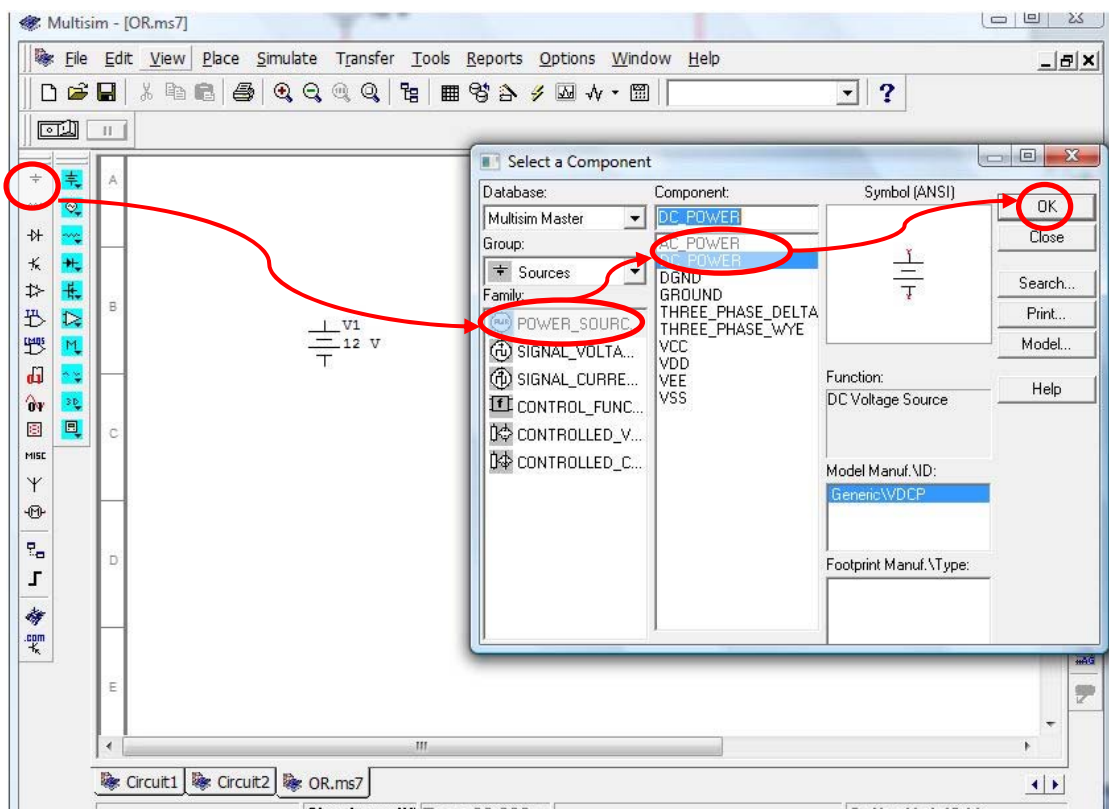 Multisim - [OR.ms7]
File Edit View Place Simulate Transfer Tools Reports Options Window Help
Select a Component
Database:
Multisim Master
Group:
Sources
Family:
POWER_SOURC...
SIGNAL_VOLTA...
SIGNAL_CURRE...
CONTROL_FUNC...
CONTROLLED_V...
CONTROLLED_C...
Component:
DC_POWER
AC_POWER
DC_POWER
DGND
GROUND
THREE_PHASE_DELTA
THREE_PHASE_WYE
VCC
VDD
VEE
VSS
Symbol (ANSI)
Function:
DC Voltage Source
Model Manuf.\ID:
Generic\VDCP
Footprint Manuf.\Type:
OK
Close
Search...
Print...
Model...
Help
A
B
C
D
E
V1
12 V
TTL
CMOS
MISC
M
3D
.com
Circuit1 Circuit2 OR.ms7